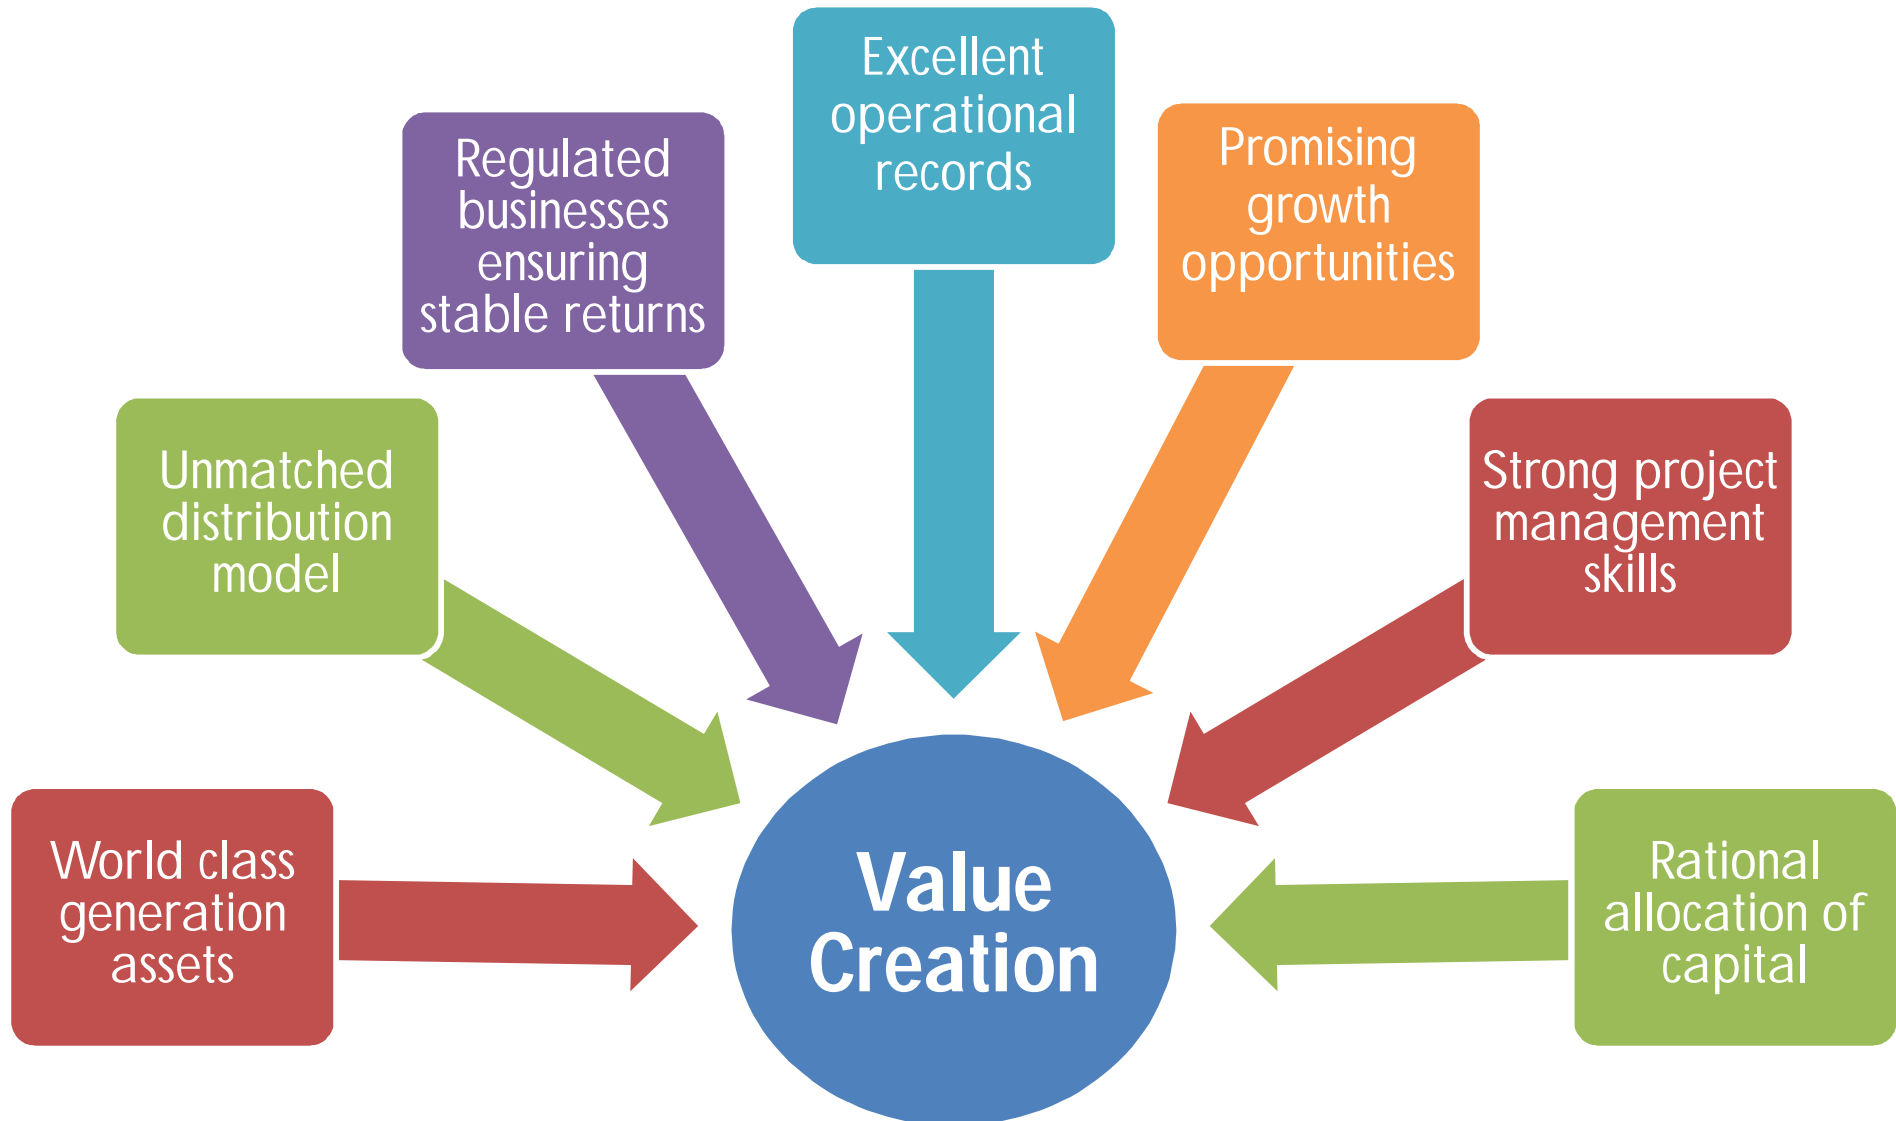 Excellent
operational
records
Regulated
businesses
ensuring
stable returns
Promising
growth
opportunities
Unmatched
distribution
model
Strong project
management
skills
World class
generation
assets
Value
Creation
Rational
allocation of
capital